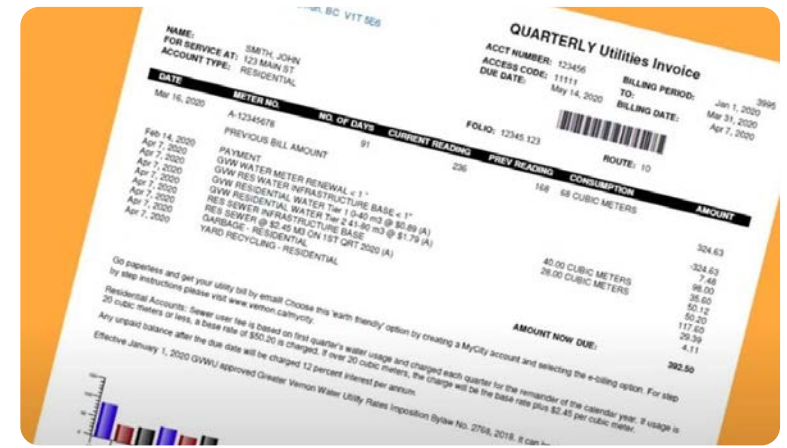 BC V1T 5E6
QUARTERLY Utilities Invoice
NAME: SMITH, JOHN
FOR SERVICE AT: 123 MAIN ST
ACCOUNT TYPE: RESIDENTIAL
ACCT NUMBER: 123456
ACCESS CODE: 11111
DUE DATE: May 14, 2020
3995
BILLING PERIOD: Jan 1, 2020
TO: Mar 31, 2020
BILLING DATE: Apr 7, 2020
FOLIO: 12345.123
ROUTE: 10
DATE METER NO. NO. OF DAYS CURRENT READING PREV READING CONSUMPTION AMOUNT
Mar 16, 2020 A-12345678 91 236 168 68 CUBIC METERS
PREVIOUS BILL AMOUNT 324.63
Feb 14, 2020 PAYMENT -324.63
Apr 7, 2020 GVW WATER METER RENEWAL < 1" 7.48
Apr 7, 2020 GVW RES WATER INFRASTRUCTURE BASE < 1" 98.00
Apr 7, 2020 GVW RESIDENTIAL WATER Tier 1 0-40 m3 @ $0.89 (A) 40.00 CUBIC METERS 35.60
Apr 7, 2020 GVW RESIDENTIAL WATER Tier 2 41-80 m3 @ $1.79 (A) 28.00 CUBIC METERS 50.12
Apr 7, 2020 RES SEWER INFRASTRUCTURE BASE 50.20
Apr 7, 2020 RES SEWER @ $2.45 M3 ON 1ST QRT 2020 (A) 117.60
Apr 7, 2020 GARBAGE - RESIDENTIAL 29.39
Apr 7, 2020 YARD RECYCLING - RESIDENTIAL 4.11
AMOUNT NOW DUE: 392.50
Go paperless and get your utility bill by email! Choose this 'earth friendly' option by creating a MyCity account and selecting the e-billing option. For step
by step instructions please visit www.vernon.ca/mycity.
Residential Accounts: Sewer user fee is based on first quarter's water usage and charged each quarter for the remainder of the calendar year. If usage is
20 cubic meters or less, a base rate of $50.20 is charged. If over 20 cubic meters, the charge will be the base rate plus $2.45 per cubic meter.
Any unpaid balance after the due date will be charged 12 percent interest per annum.
Effective January 1, 2020 GVWU approved Greater Vernon Water Utility Rates Imposition Bylaw No. 2768, 2018. It can be